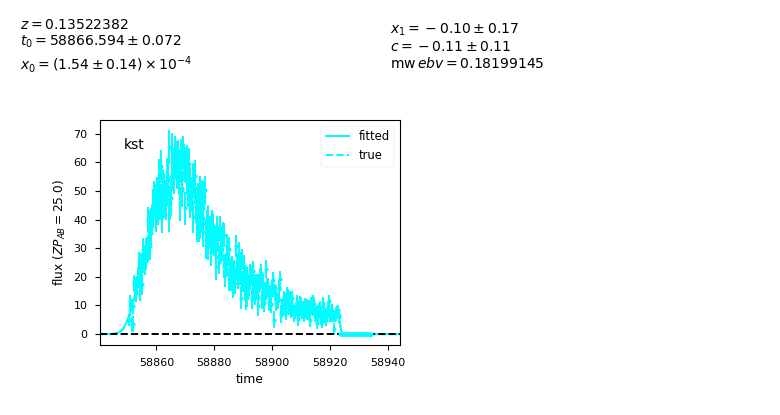 z = 0.13522382
t₀ = 58866.594 ± 0.072
x₀ = (1.54 ± 0.14) × 10⁻⁴
x₁ = −0.10 ± 0.17
c = −0.11 ± 0.11
mw ebv = 0.18199145
kst
fitted
true
flux (ZP_AB = 25.0)
70
60
50
40
30
20
10
0
58860 58880 58900 58920 58940
time